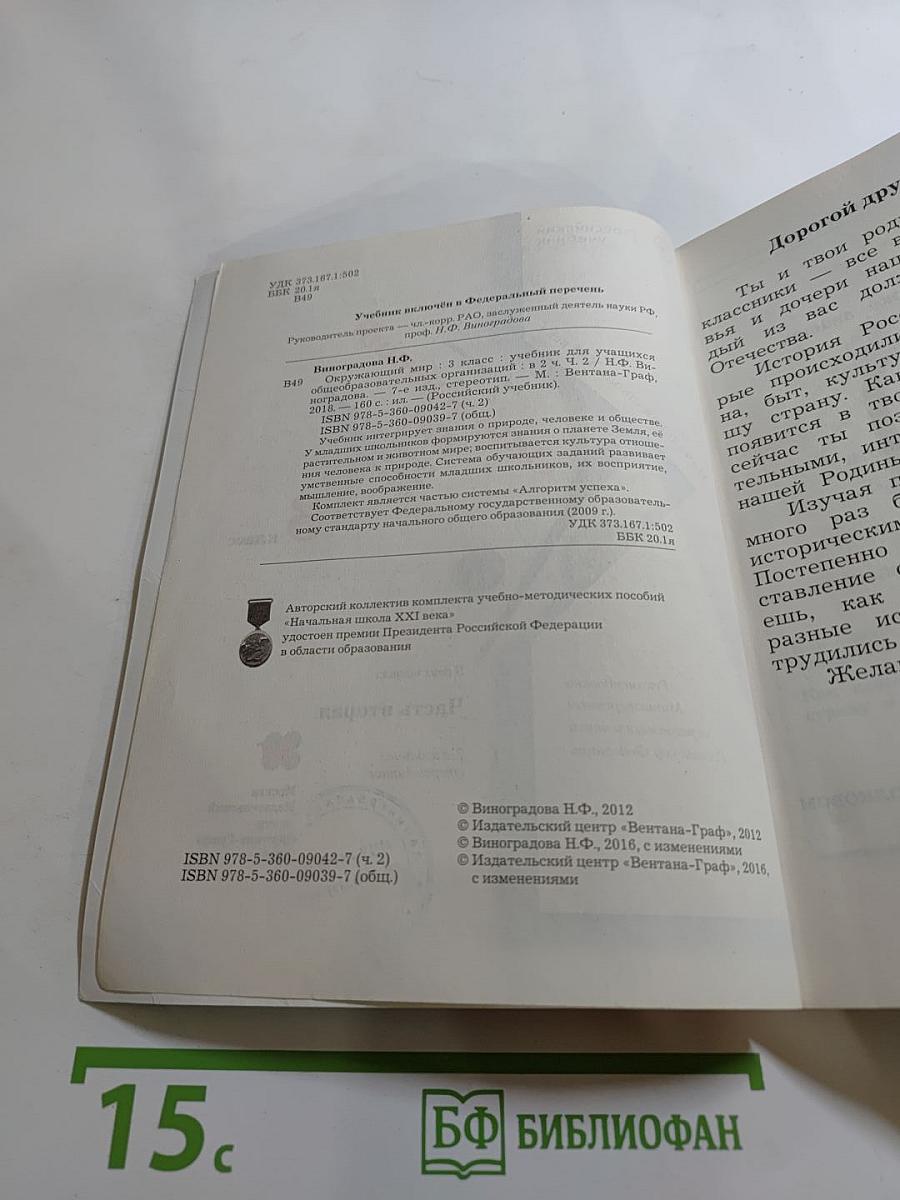 УДК 373.167.1:502
ББК 20.1я
В49
Учебник включён в Федеральный перечень
Руководитель проекта — чл.-корр. РАО, заслуженный деятель науки РФ,
проф. Н.Ф. Виноградова
Виноградова Н.Ф.
В49 Окружающий мир : 3 класс : учебник для учащихся
общеобразовательных организаций : в 2 ч. Ч. 2 / Н.Ф. Ви-
ноградова. — 7-е изд., стереотип. — М. : Вентана-Граф,
2018. — 160 с. : ил. — (Российский учебник).
ISBN 978-5-360-09042-7 (ч. 2)
ISBN 978-5-360-09039-7 (общ.)
Учебник интегрирует знания о природе, человеке и обществе.
У младших школьников формируются знания о планете Земля, её
растительном и животном мире; воспитывается культура отноше-
ния человека к природе. Система обучающих заданий развивает
умственные способности младших школьников, их восприятие,
мышление, воображение.
Комплект является частью системы «Алгоритм успеха».
Соответствует Федеральному государственному образователь-
ному стандарту начального общего образования (2009 г.).
УДК 373.167.1:502
ББК 20.1я
Авторский коллектив комплекта учебно-методических пособий
«Начальная школа XXI века»
удостоен премии Президента Российской Федерации
в области образования
© Виноградова Н.Ф., 2012
© Издательский центр «Вентана-Граф», 2012
© Виноградова Н.Ф., 2016, с изменениями
© Издательский центр «Вентана-Граф», 2016,
с изменениями
ISBN 978-5-360-09042-7 (ч. 2)
ISBN 978-5-360-09039-7 (общ.)
Дорогой дру
Ты и твои род
классники — все в
вья и дочери наш
дый из вас долж
Отечества.
История Росс
рые происходили
на, быт, культу
шу страну. Как
появится в тво
сейчас ты поз
тельными, инт
нашей Родины
Изучая п
много раз б
историческим
Постепенно
ставление о
ешь, как
разные ис
трудились
Желаю
15 с
БФ БИБЛИОФАН